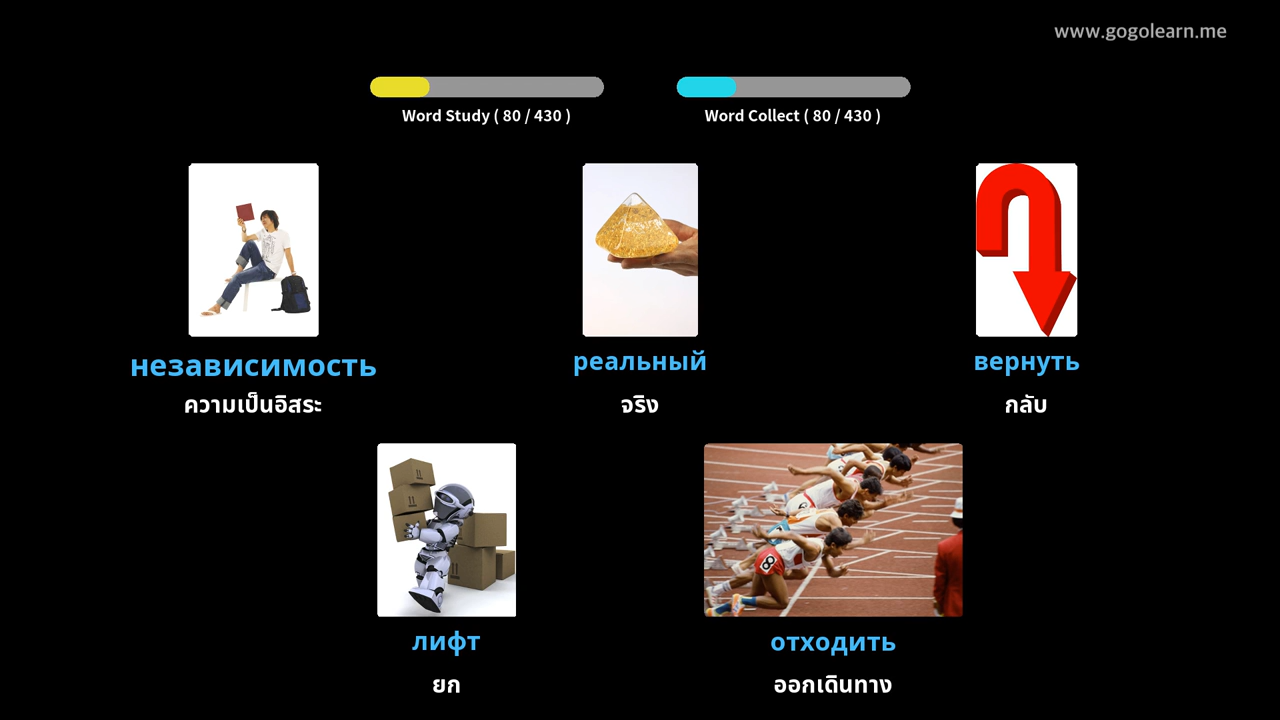 www.gogolearn.me
Word Study ( 80 / 430 )
Word Collect ( 80 / 430 )
независимость
ความเป็นอิสระ
реальный
จริง
вернуть
กลับ
лифт
ยก
отходить
ออกเดินทาง